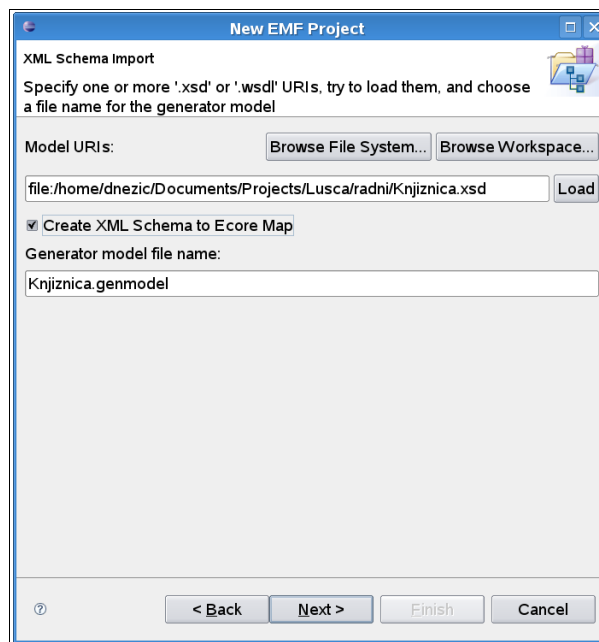 New EMF Project
XML Schema Import
Specify one or more '.xsd' or '.wsdl' URIs, try to load them, and choose
a file name for the generator model
Model URIs: Browse File System... Browse Workspace...
file:/home/dnezic/Documents/Projects/Lusca/radni/Knjiznica.xsd Load
Create XML Schema to Ecore Map
Generator model file name:
Knjiznica.genmodel
? < Back Next > Finish Cancel